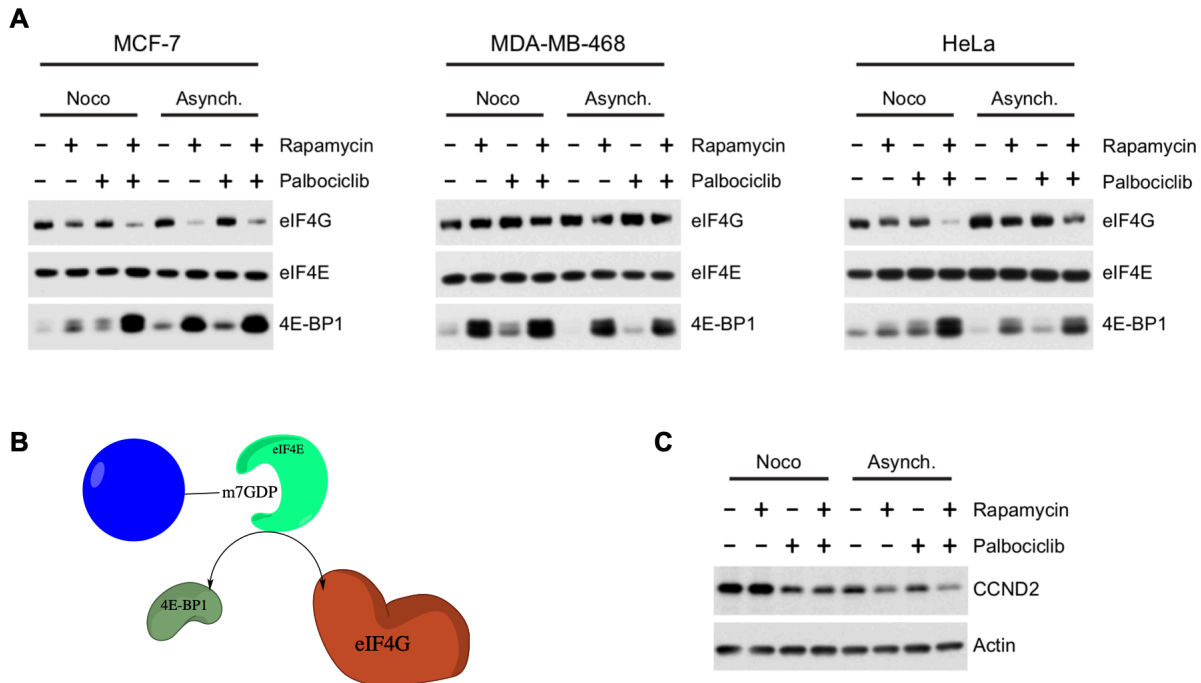 A
MCF-7
Noco Asynch.
− + − + − + − + Rapamycin
− − + + − − + + Palbociclib
eIF4G
eIF4E
4E-BP1
MDA-MB-468
Noco Asynch.
− + − + − + − + Rapamycin
− − + + − − + + Palbociclib
eIF4G
eIF4E
4E-BP1
HeLa
Noco Asynch.
− + − + − + − + Rapamycin
− − + + − − + + Palbociclib
eIF4G
eIF4E
4E-BP1
B
eIF4E
m7GDP
4E-BP1
eIF4G
C
Noco Asynch.
− + − + − + − + Rapamycin
− − + + − − + + Palbociclib
CCND2
Actin